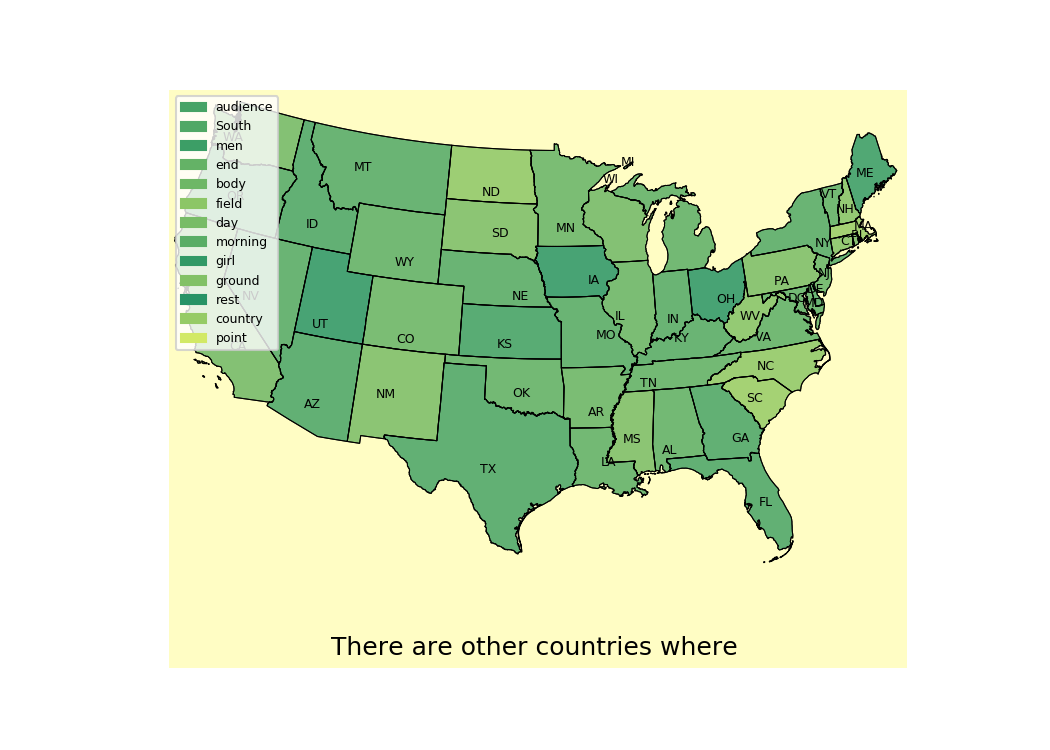 audience
South
men
end
body
field
day
morning
girl
ground
rest
country
point
WA
MT
ND
MN
WI
MI
ME
VT
NH
MA
RI
CT
NY
OR
ID
SD
WY
IA
NE
PA
NJ
NV
UT
CO
KS
MO
IL
IN
OH
WV
DC
DE
MD
VA
KY
CA
AZ
NM
OK
AR
TN
NC
SC
TX
LA
MS
AL
GA
FL
There are other countries where